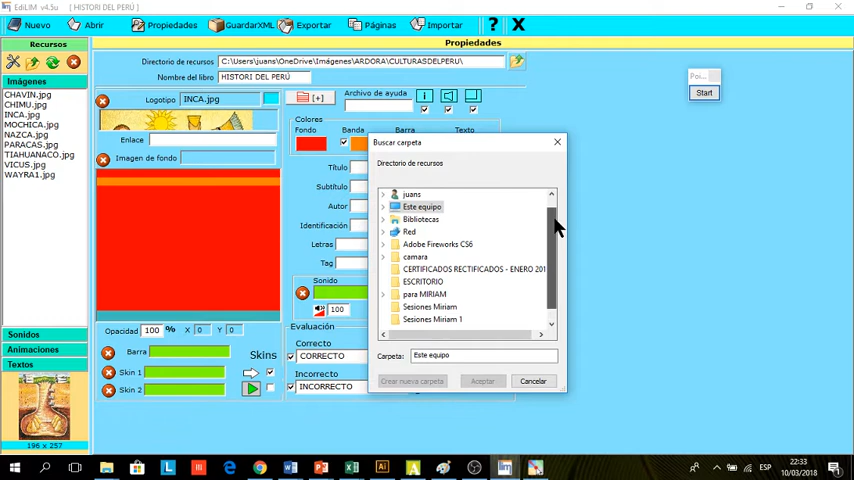 EdiLIM v4.5u   [ HISTORI DEL PERÚ ]
Nuevo Abrir Propiedades GuardarXML Exportar Páginas Importar ? X
Recursos
Propiedades
Directorio de recursos C:\Users\juans\OneDrive\Imágenes\ARDORA\CULTURASDELPERU\
Nombre del libro HISTORI DEL PERÚ
Imágenes
CHAVIN.jpg
CHIMU.jpg
INCA.jpg
MOCHICA.jpg
NAZCA.jpg
PARACAS.jpg
TIAHUANACO.jpg
VICUS.jpg
WAYRA1.jpg
Sonidos
Animaciones
Textos
196 x 257
Logotipo INCA.jpg
Enlace
Imagen de fondo
Opacidad 100 % X 0 Y 0
Barra
Skin 1
Skin 2
Skins
[+]
Archivo de ayuda
Colores
Fondo Banda Barra Texto
Título
Subtítulo
Autor
Identificación
Letras
Tag
Sonido
100
Evaluación
Correcto
CORRECTO
Incorrecto
INCORRECTO
Buscar carpeta
Directorio de recursos
juans
Este equipo
Bibliotecas
Red
Adobe Fireworks CS6
camara
CERTIFICADOS RECTIFICADOS - ENERO 201
ESCRITORIO
para MIRIAM
Sesiones Miriam
Sesiones Miriam 1
Carpeta: Este equipo
Crear nueva carpeta Aceptar Cancelar
Poi...
Start
ESP
22:33
10/03/2018